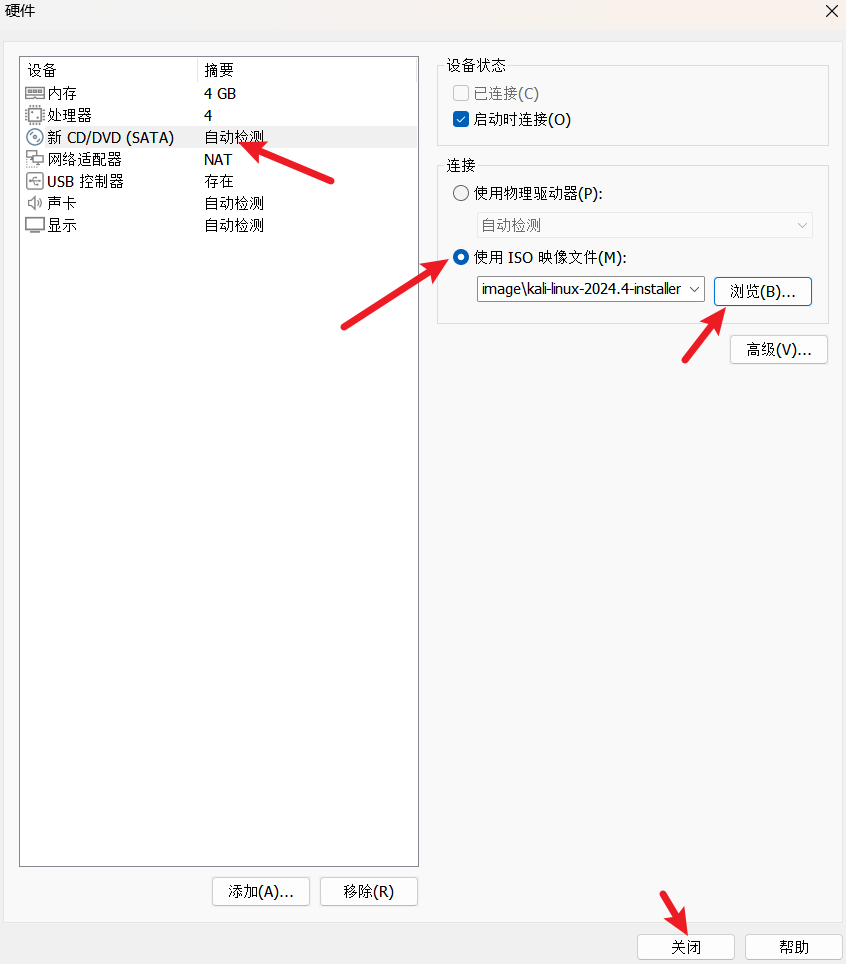 硬件
设备 摘要
内存 4 GB
处理器 4
新 CD/DVD (SATA) 自动检测
网络适配器 NAT
USB 控制器 存在
声卡 自动检测
显示 自动检测
添加(A)... 移除(R)
设备状态
已连接(C)
启动时连接(O)
连接
使用物理驱动器(P):
自动检测
使用 ISO 映像文件(M):
image\kali-linux-2024.4-installer 浏览(B)...
高级(V)...
关闭 帮助